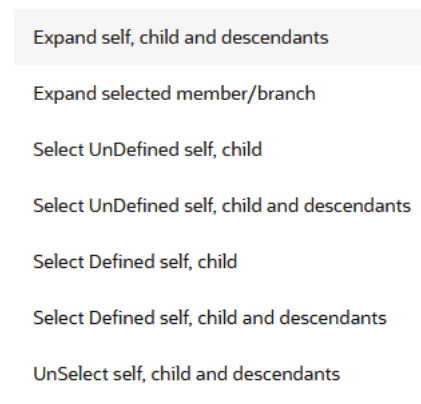 Expand self, child and descendants
Expand selected member/branch
Select UnDefined self, child
Select UnDefined self, child and descendants
Select Defined self, child
Select Defined self, child and descendants
UnSelect self, child and descendants